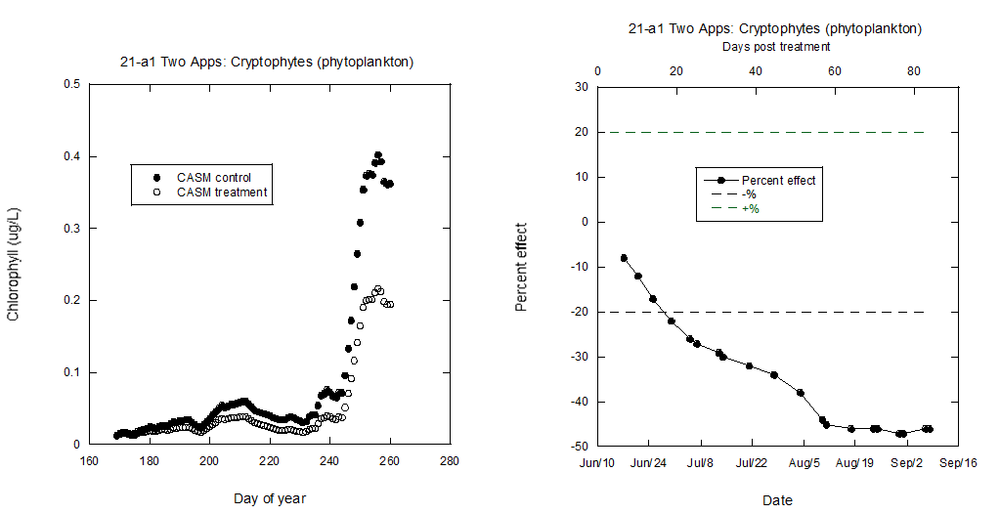 21-a1 Two Apps: Cryptophytes (phytoplankton)
0.5
0.4
0.3
0.2
0.1
0
Chlorophyll (ug/L)
CASM control
CASM treatment
160 180 200 220 240 260 280
Day of year
21-a1 Two Apps: Cryptophytes (phytoplankton)
Days post treatment
0 20 40 60 80
30
20
10
0
-10
-20
-30
-40
-50
Percent effect
Percent effect
-%
+%
Jun/10 Jun/24 Jul/8 Jul/22 Aug/5 Aug/19 Sep/2 Sep/16
Date